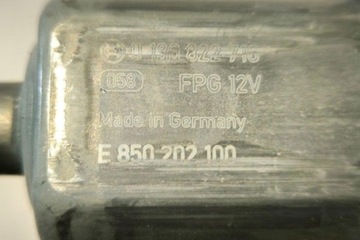 058 FPG 12V
Made in Germany
E 850 202 100